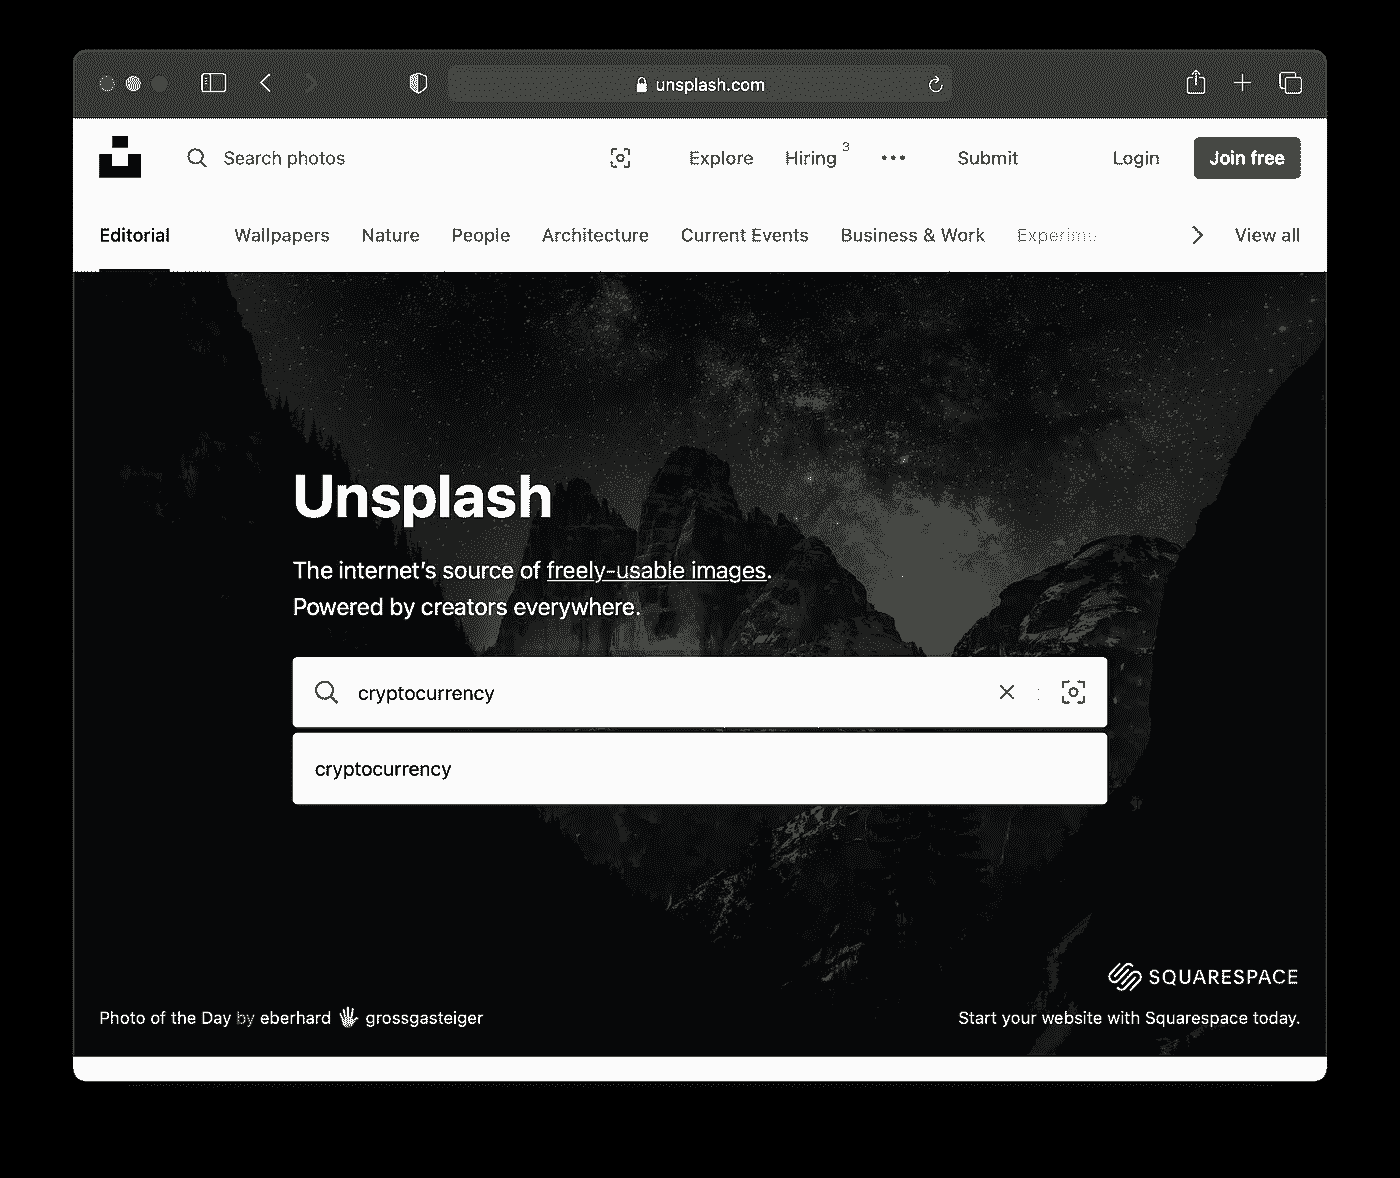 unsplash.com
Search photos
Explore
Hiring 3
Submit
Login
Join free
Editorial
Wallpapers
Nature
People
Architecture
Current Events
Business & Work
Experim
View all
Unsplash
The internet's source of freely-usable images.
Powered by creators everywhere.
cryptocurrency
cryptocurrency
SQUARESPACE
Photo of the Day by eberhard 🖐 grossgasteiger
Start your website with Squarespace today.